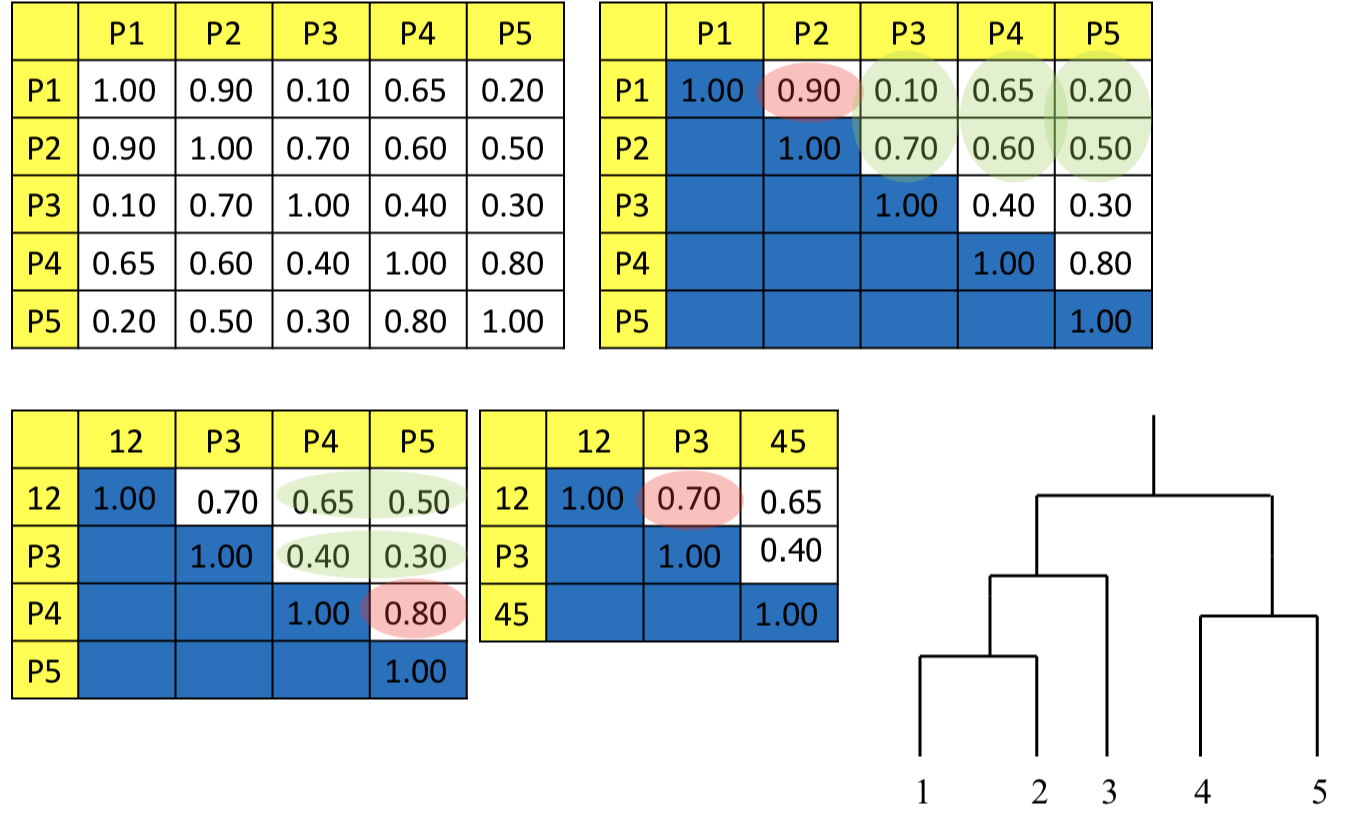 P1 P2 P3 P4 P5
P1 1.00 0.90 0.10 0.65 0.20
P2 0.90 1.00 0.70 0.60 0.50
P3 0.10 0.70 1.00 0.40 0.30
P4 0.65 0.60 0.40 1.00 0.80
P5 0.20 0.50 0.30 0.80 1.00
P1 P2 P3 P4 P5
P1 1.00 0.90 0.10 0.65 0.20
P2 1.00 0.70 0.60 0.50
P3 1.00 0.40 0.30
P4 1.00 0.80
P5 1.00
12 P3 P4 P5
12 1.00 0.70 0.65 0.50
P3 1.00 0.40 0.30
P4 1.00 0.80
P5 1.00
12 P3 45
12 1.00 0.70 0.65
P3 1.00 0.40
45 1.00
1 2 3 4 5